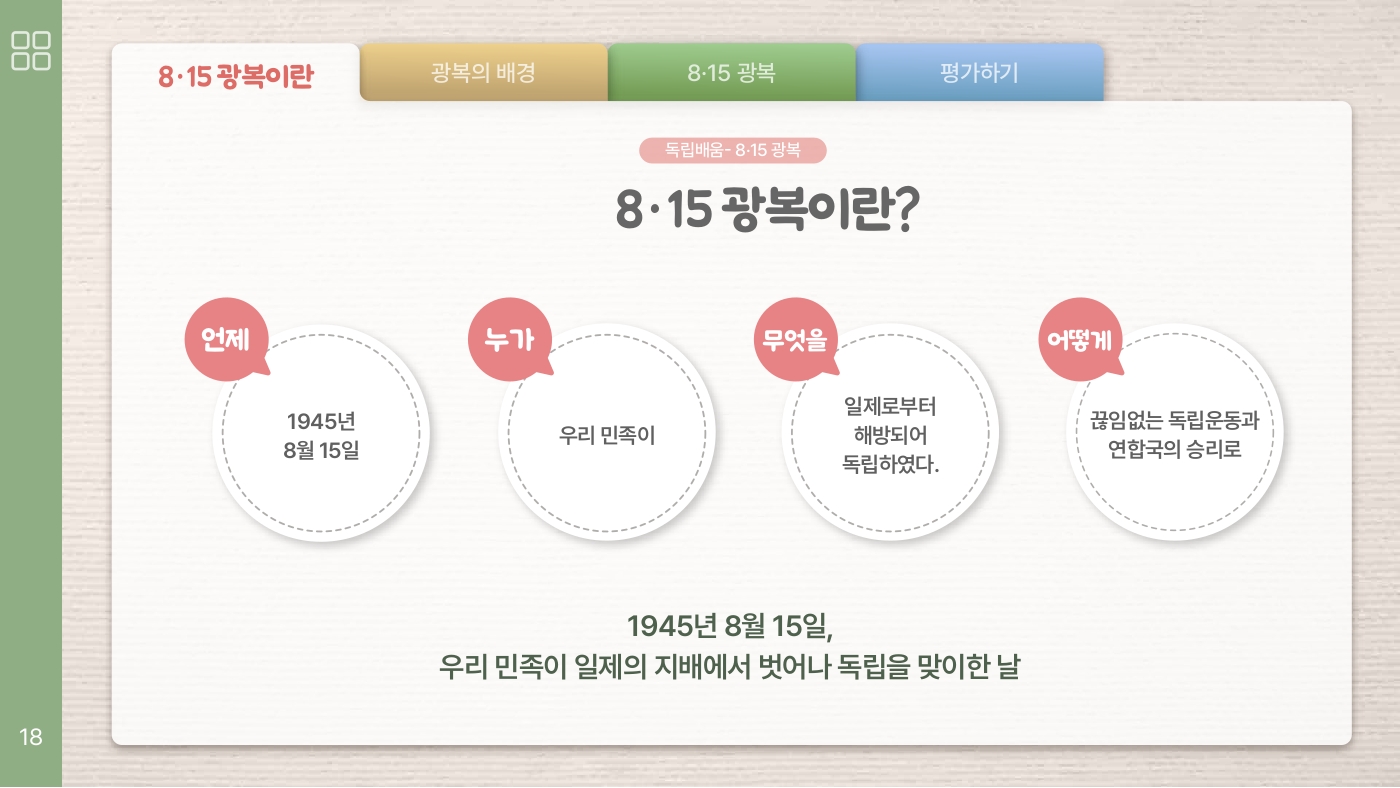 8·15 광복이란
광복의 배경
8·15 광복
평가하기
독립배움- 8·15 광복
8·15 광복이란?
언제
1945년
8월 15일
누가
우리 민족이
무엇을
일제로부터
해방되어
독립하였다.
어떻게
끊임없는 독립운동과
연합국의 승리로
1945년 8월 15일,
우리 민족이 일제의 지배에서 벗어나 독립을 맞이한 날
18